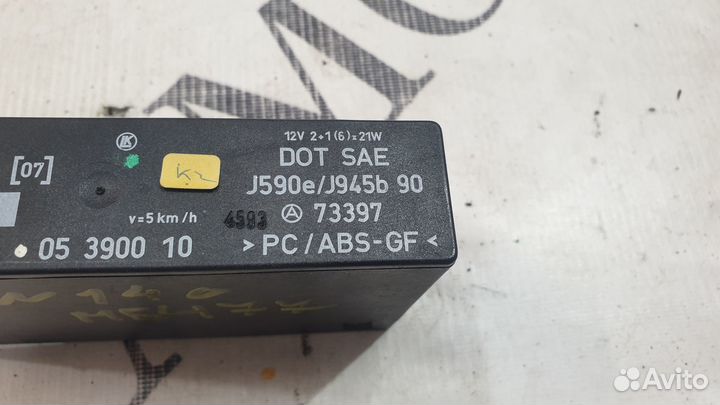 12V 2+1(6)=21W
DOT SAE
[07]
K2
J590e/J945b 90
v=5 km/h
4593
A 73397
05 3900 10
>PC/ABS-GF<
Avito